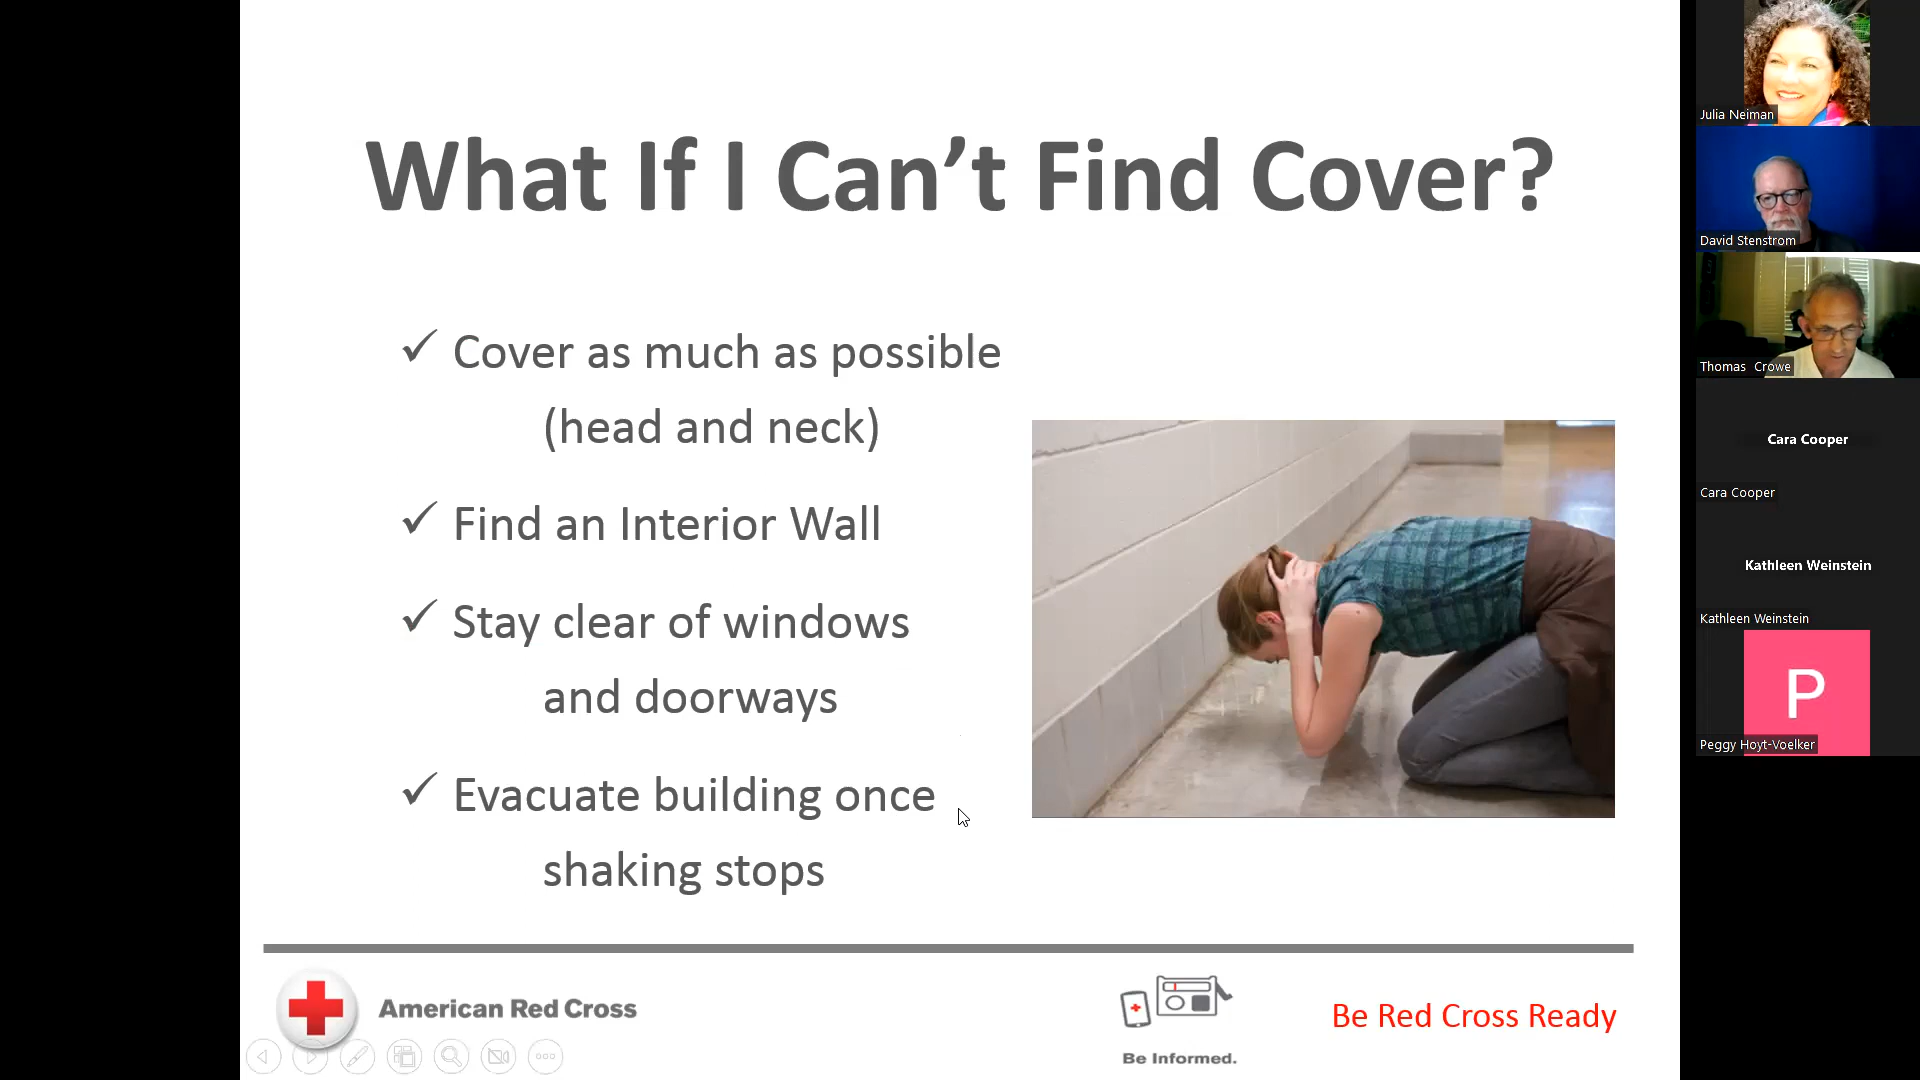 What If I Can’t Find Cover?
✓ Cover as much as possible
(head and neck)
✓ Find an Interior Wall
✓ Stay clear of windows
and doorways
✓ Evacuate building once
shaking stops
American Red Cross
Be Informed.
Be Red Cross Ready
Julia Neiman
David Stenstrom
Thomas Crowe
Cara Cooper
Cara Cooper
Kathleen Weinstein
Kathleen Weinstein
P
Peggy Hoyt-Voelker